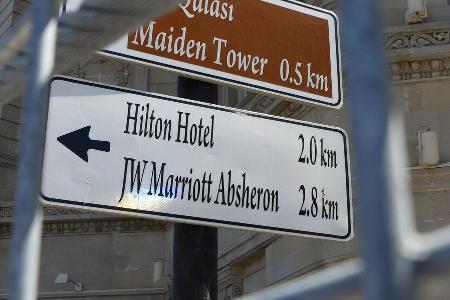 Qalası
Maiden Tower 0.5 km
Hilton Hotel 2.0 km
JW Marriott Absheron 2.8 km